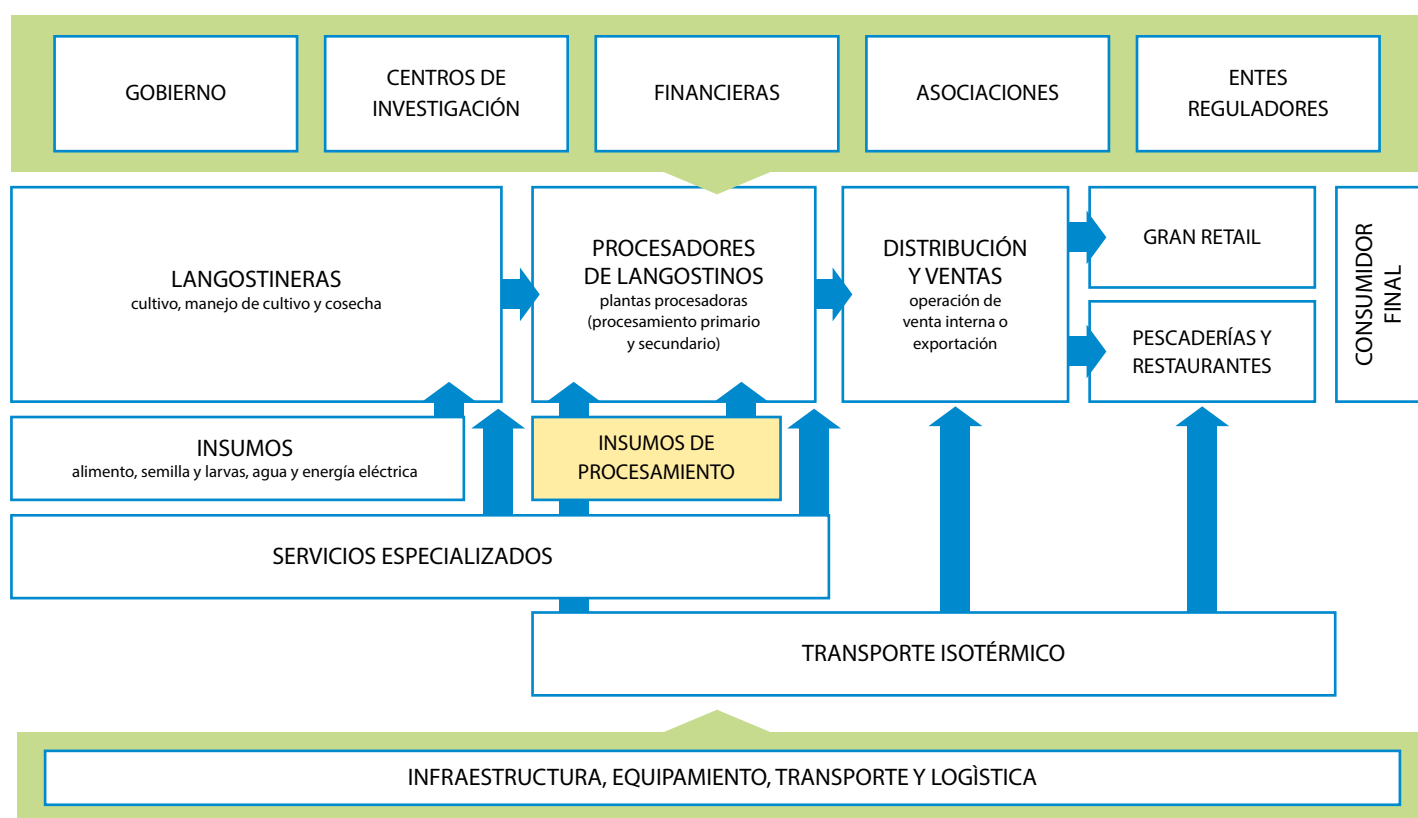 GOBIERNO
CENTROS DE
INVESTIGACIÓN
FINANCIERAS
ASOCIACIONES
ENTES
REGULADORES
LANGOSTINERAS
cultivo, manejo de cultivo y cosecha
PROCESADORES
DE LANGOSTINOS
plantas procesadoras
(procesamiento primario
y secundario)
DISTRIBUCIÓN
Y VENTAS
operación de
venta interna o
exportación
GRAN RETAIL
PESCADERÍAS Y
RESTAURANTES
CONSUMIDOR
FINAL
INSUMOS
alimento, semilla y larvas, agua y energía eléctrica
INSUMOS DE
PROCESAMIENTO
SERVICIOS ESPECIALIZADOS
TRANSPORTE ISOTÉRMICO
INFRAESTRUCTURA, EQUIPAMIENTO, TRANSPORTE Y LOGÌSTICA